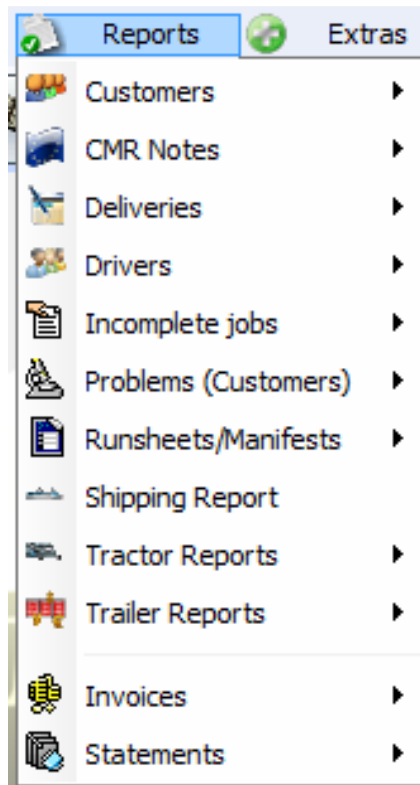 Reports Extras
Customers
CMR Notes
Deliveries
Drivers
Incomplete jobs
Problems (Customers)
Runsheets/Manifests
Shipping Report
Tractor Reports
Trailer Reports
Invoices
Statements